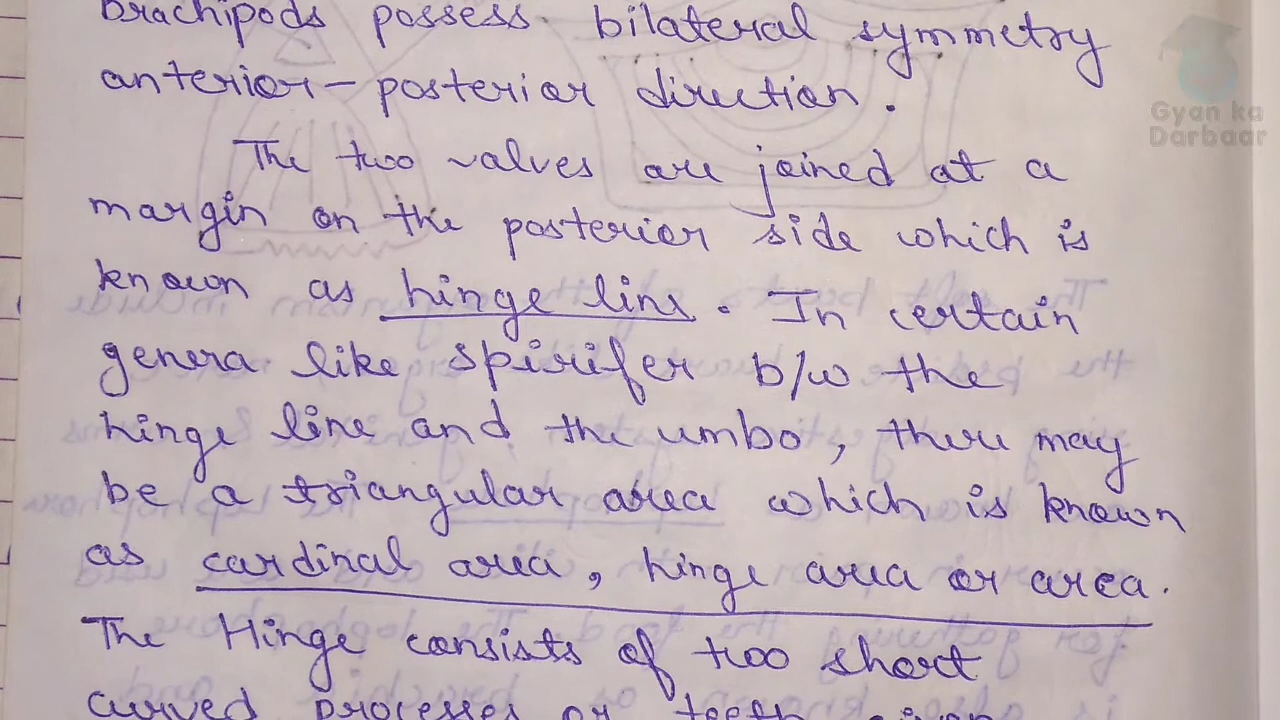 Brachipods possess bilateral symmetry
anterior-posterior direction.
The two valves are joined at a
margin on the posterior side which is
known as hinge line. In certain
genera like spirifer b/w the
hinge line and the umbo, there may
be a triangular area which is known
as cardinal area, hinge area or area.
The Hinge consists of two short
curved processes or teeth given
Gyan ka
Darbaar